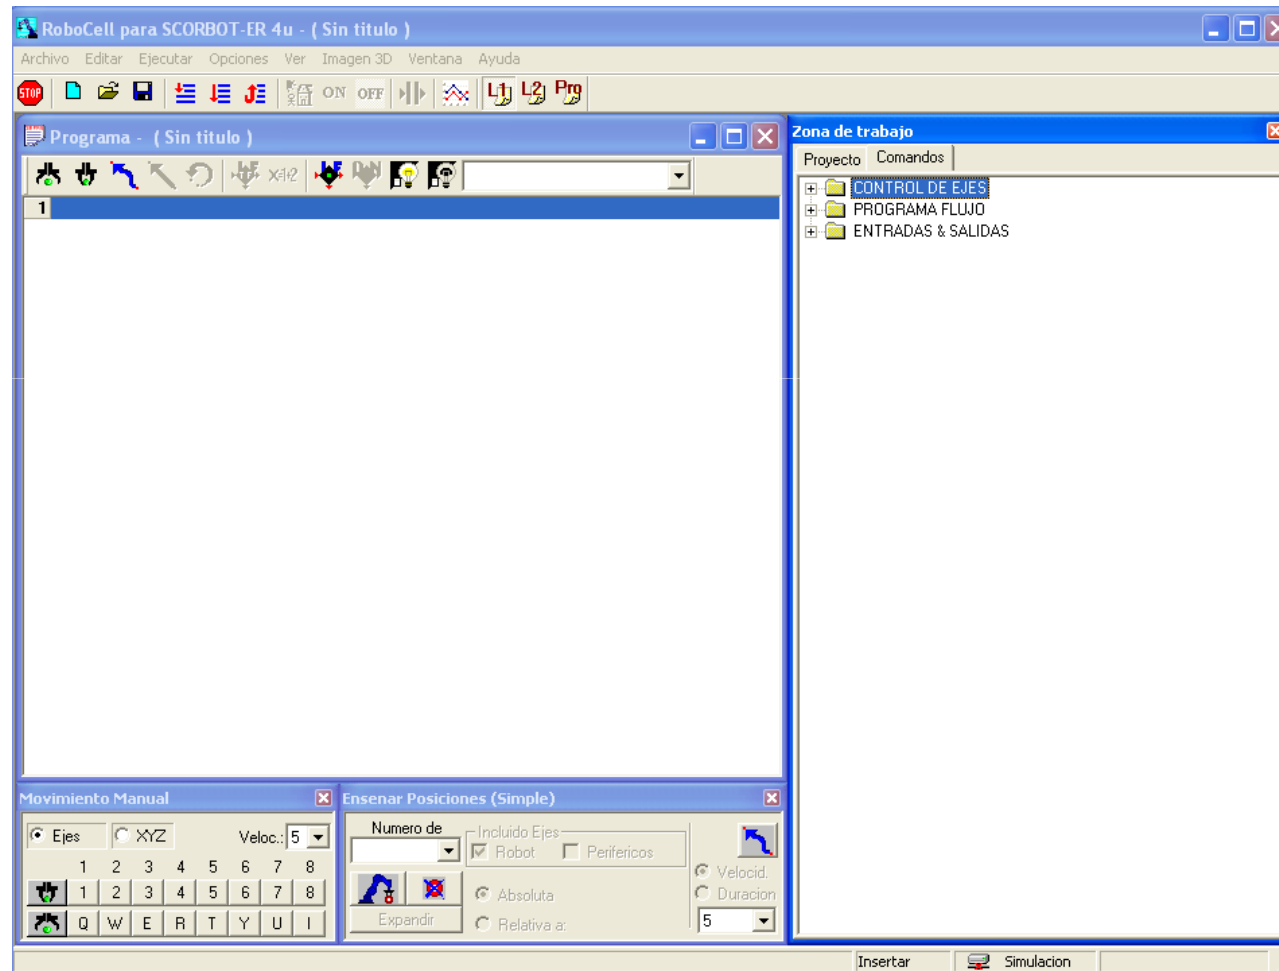 RoboCell para SCORBOT-ER 4u - ( Sin titulo )
Archivo Editar Ejecutar Opciones Ver Imagen 3D Ventana Ayuda
STOP ON OFF L1 L2 Prg
Programa - ( Sin titulo )
1
Zona de trabajo
Proyecto Comandos
CONTROL DE EJES
PROGRAMA FLUJO
ENTRADAS & SALIDAS
Movimiento Manual
Ejes XYZ Veloc.: 5
1 2 3 4 5 6 7 8
1 2 3 4 5 6 7 8
Q W E R T Y U I
Ensenar Posiciones (Simple)
Numero de
Incluido Ejes
Robot Perifericos
Absoluta
Expandir
Relativa a:
Velocid.
Duracion
5
Insertar Simulacion